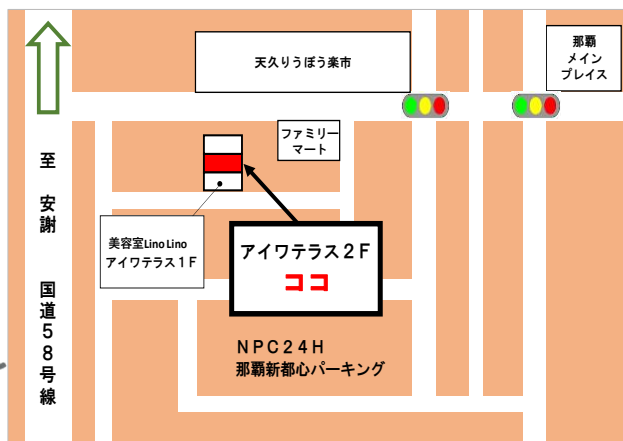 天久りうぼう楽市
那覇
メイン
プレイス
ファミリー
マート
至 安謝 国道58号線
美容室Lino Lino
アイワテラス1F
アイワテラス2F
ココ
NPC24H
那覇新都心パーキング